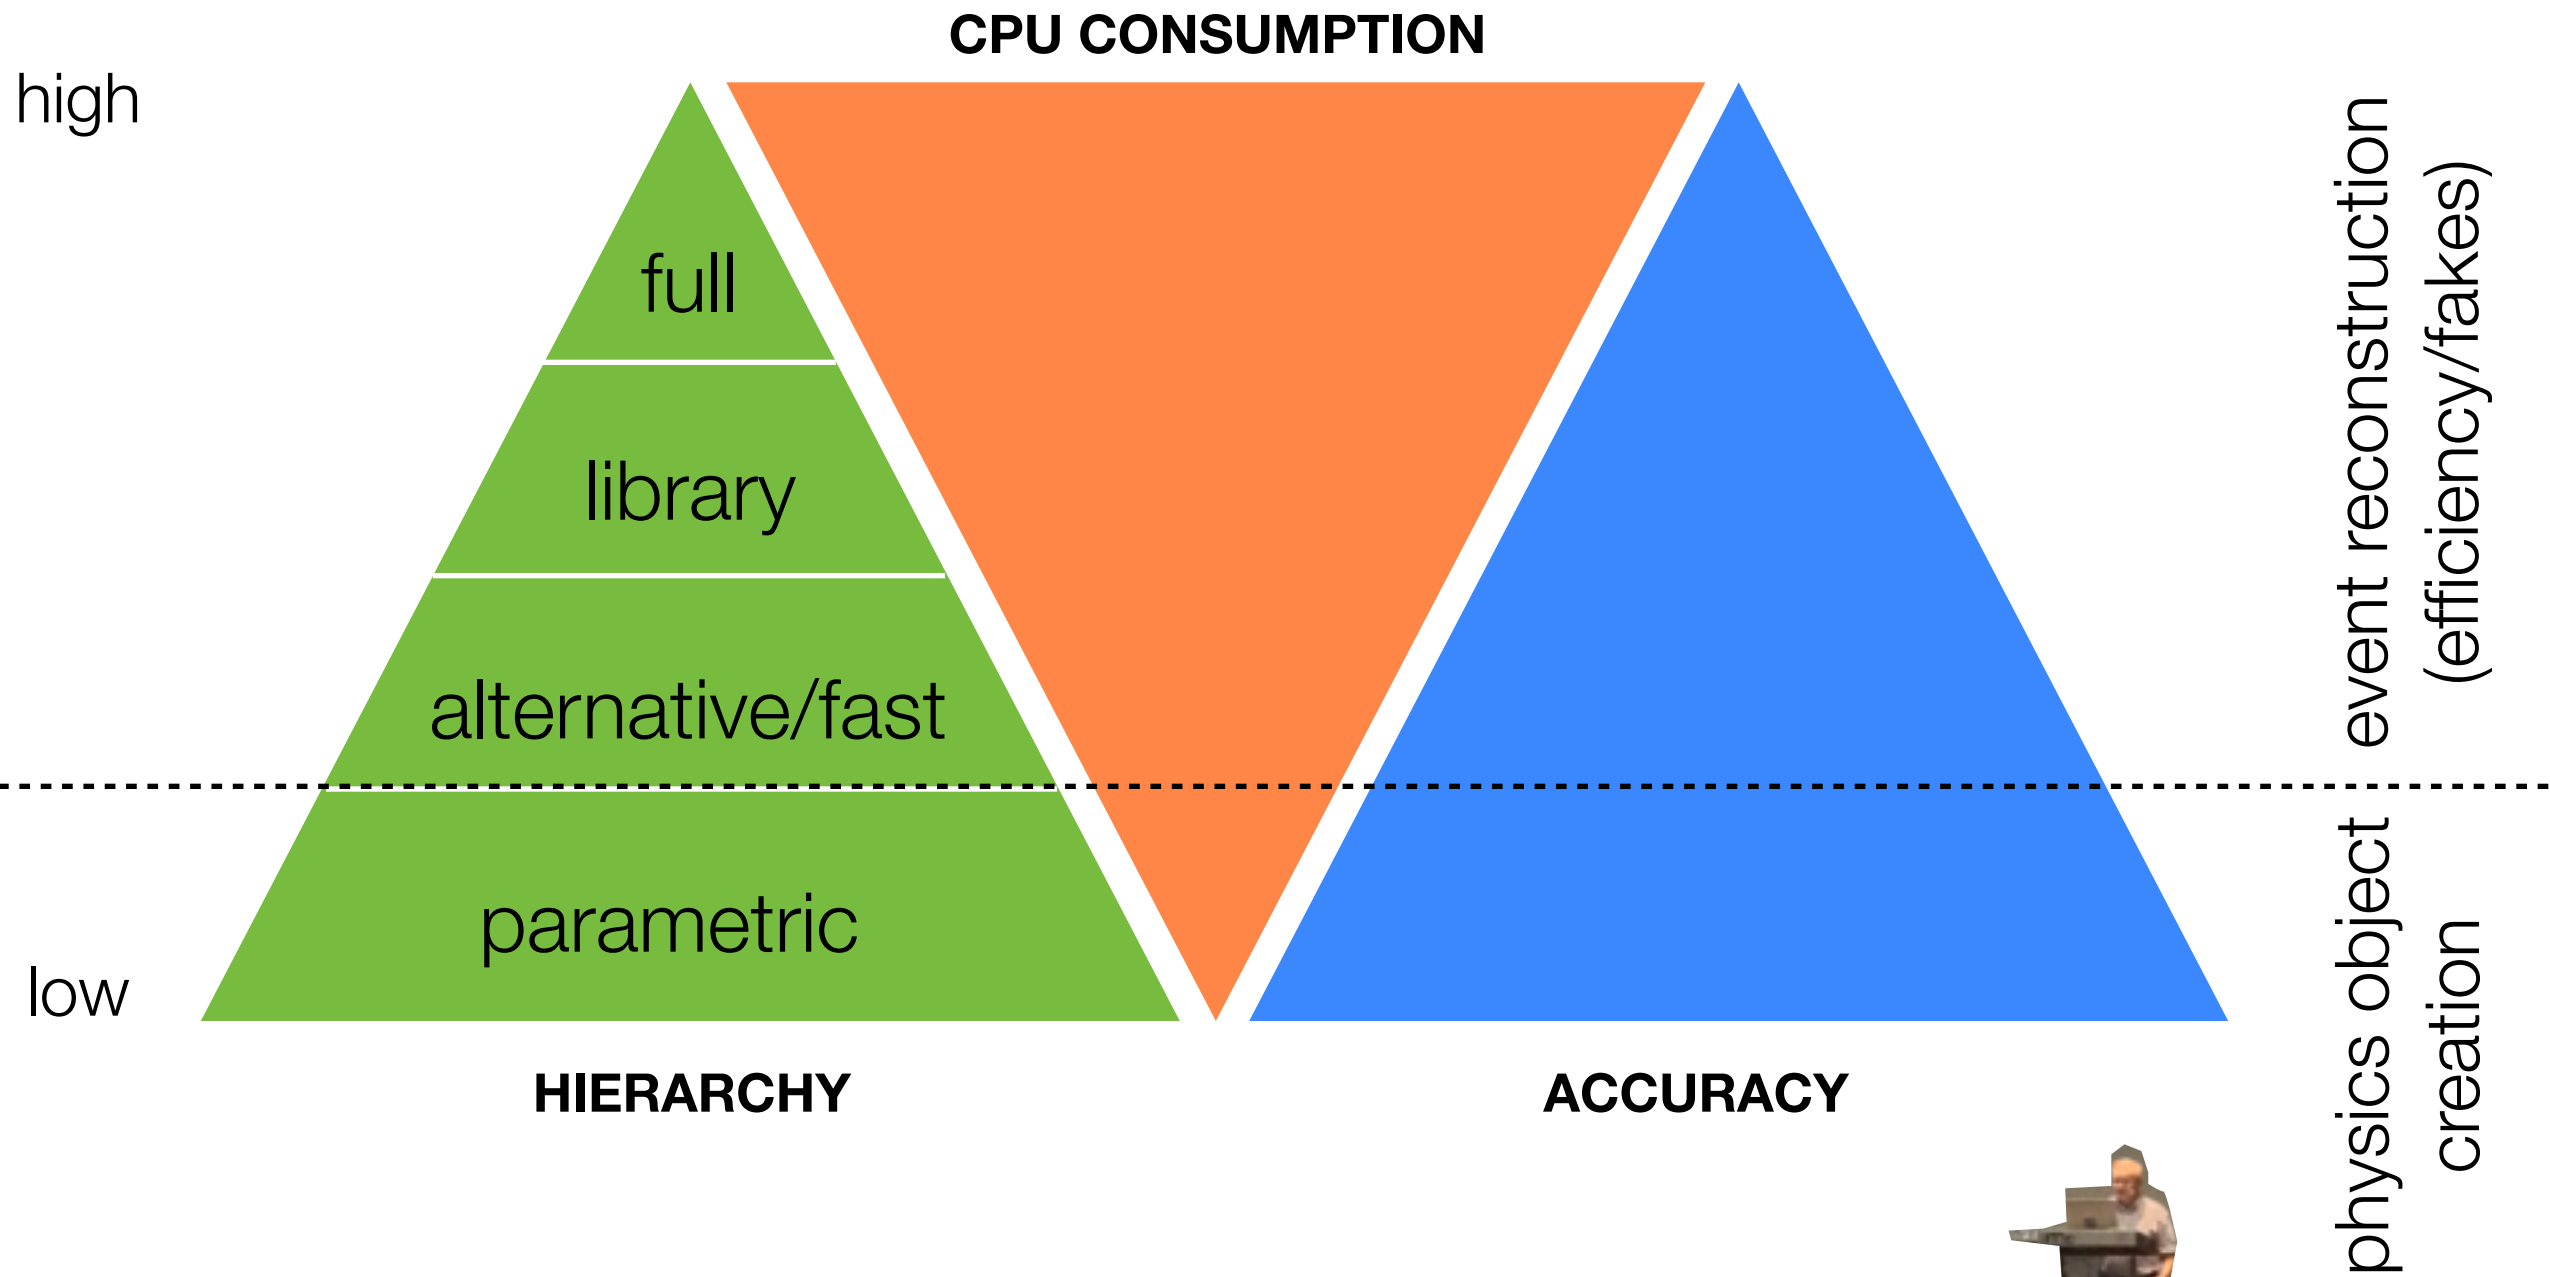 CPU CONSUMPTION
high
full
library
alternative/fast
parametric
low
HIERARCHY
ACCURACY
event reconstruction
(efficiency/fakes)
physics object
creation